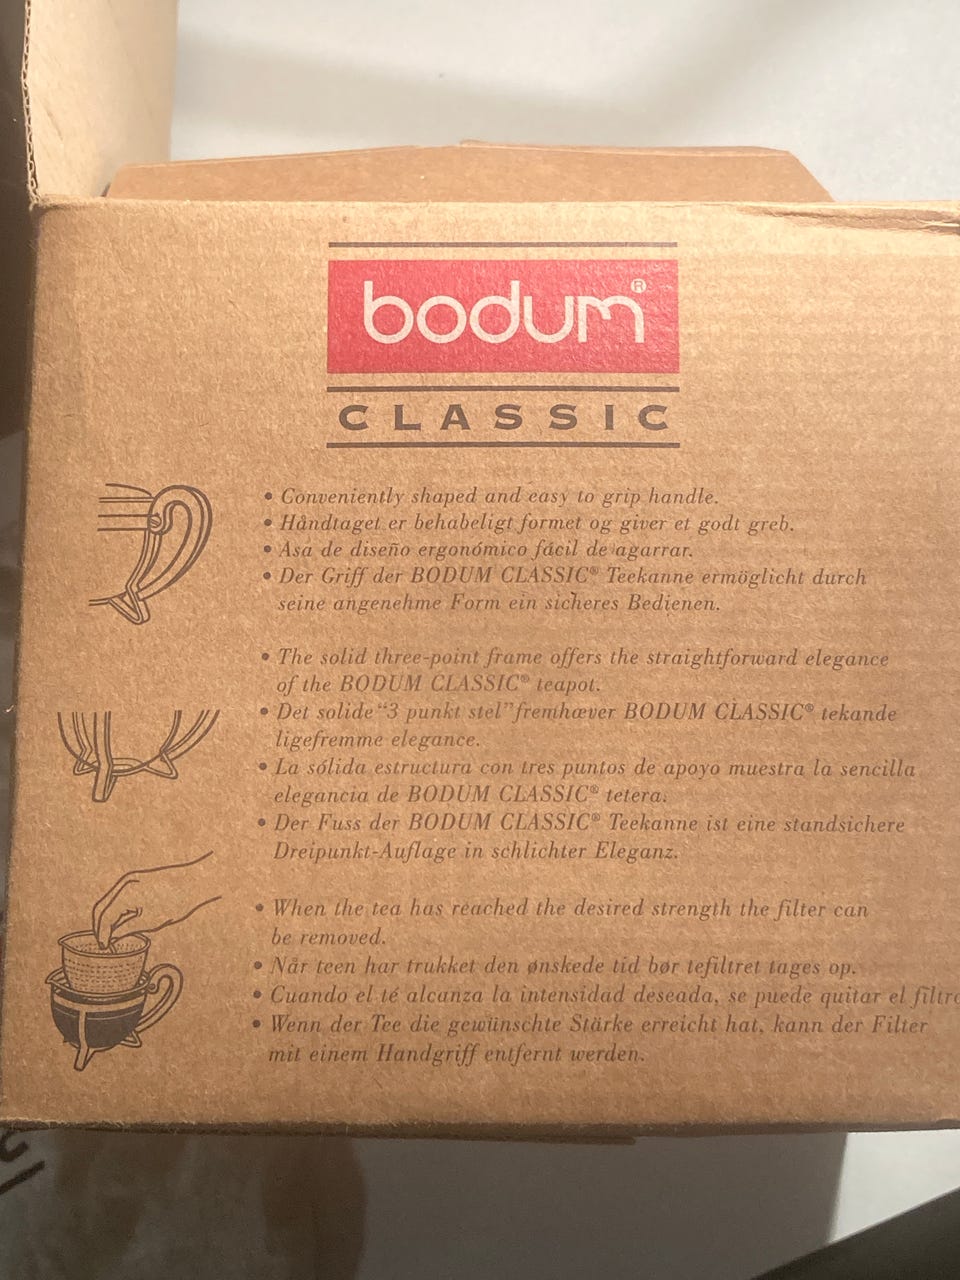 bodum®
CLASSIC
• Conveniently shaped and easy to grip handle.
• Håndtaget er behabeligt formet og giver et godt greb.
• Asa de diseño ergonómico fácil de agarrar.
• Der Griff der BODUM CLASSIC® Teekanne ermöglicht durch
seine angenehme Form ein sicheres Bedienen.
• The solid three-point frame offers the straightforward elegance
of the BODUM CLASSIC® teapot.
• Det solide “3 punkt stel” fremhæver BODUM CLASSIC® tekande
ligefremme elegance.
• La sólida estructura con tres puntos de apoyo muestra la sencilla
elegancia de BODUM CLASSIC® tetera.
• Der Fuss der BODUM CLASSIC® Teekanne ist eine standsichere
Dreipunkt-Auflage in schlichter Eleganz.
• When the tea has reached the desired strength the filter can
be removed.
• Når teen har trukket den ønskede tid bør tefiltret tages op.
• Cuando el té alcanza la intensidad deseada, se puede quitar el filtro
• Wenn der Tee die gewünschte Stärke erreicht hat, kann der Filter
mit einem Handgriff entfernt werden.